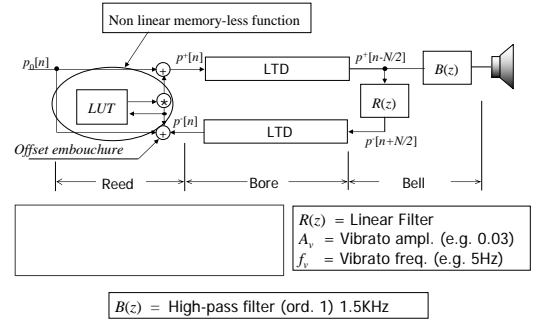 Non linear memory-less function
p₀[n]
p⁺[n]
LTD
p⁺[n-N/2]
B(z)
LUT
*
R(z)
p⁻[n]
LTD
p⁻[n+N/2]
Offset embouchure
Reed
Bore
Bell
R(z) = Linear Filter
Aᵥ = Vibrato ampl. (e.g. 0.03)
fᵥ = Vibrato freq. (e.g. 5Hz)
B(z) = High-pass filter (ord. 1) 1.5KHz